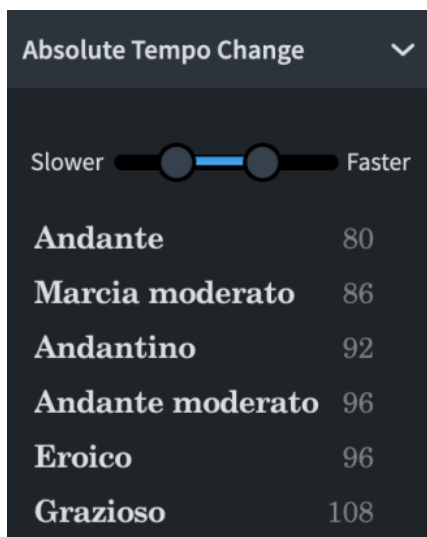 Absolute Tempo Change
Slower Faster
Andante 80
Marcia moderato 86
Andantino 92
Andante moderato 96
Eroico 96
Grazioso 108